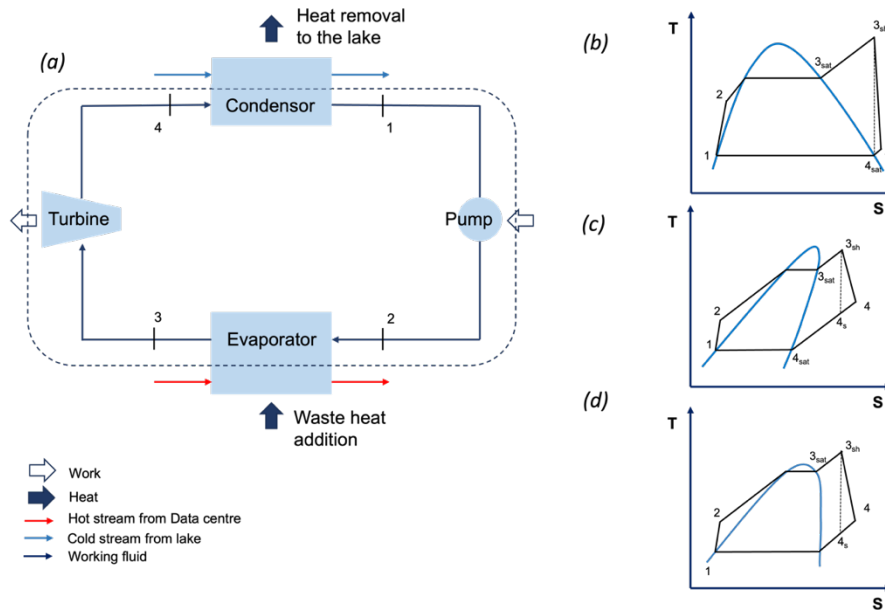 Heat removal
to the lake
(a)
Condensor
4
1
Turbine
Pump
3
2
Evaporator
Waste heat
addition
Work
Heat
Hot stream from Data centre
Cold stream from lake
Working fluid
(b)
T
3sh
3sat
2
1
4sat
S
(c)
T
3sh
3sat
2
4
4s
1
4sat
S
(d)
T
3sat
3sh
2
4
4s
1
S